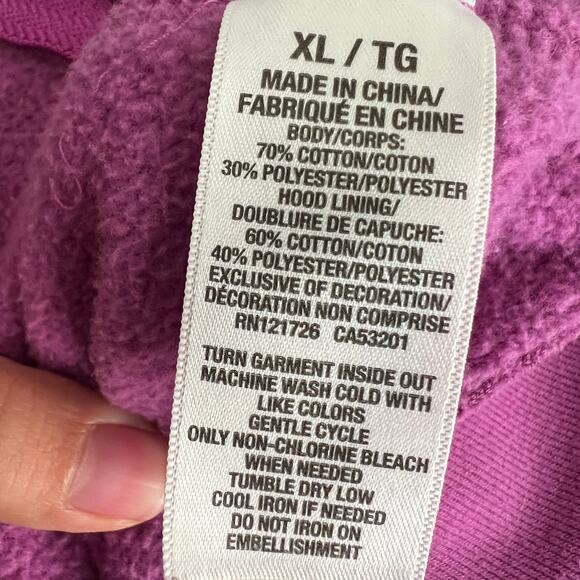 XL / TG
MADE IN CHINA/
FABRIQUÉ EN CHINE
BODY/CORPS:
70% COTTON/COTON
30% POLYESTER/POLYESTER
HOOD LINING/
DOUBLURE DE CAPUCHE:
60% COTTON/COTON
40% POLYESTER/POLYESTER
EXCLUSIVE OF DECORATION/
DÉCORATION NON COMPRISE
RN121726 CA53201
TURN GARMENT INSIDE OUT
MACHINE WASH COLD WITH
LIKE COLORS
GENTLE CYCLE
ONLY NON-CHLORINE BLEACH
WHEN NEEDED
TUMBLE DRY LOW
COOL IRON IF NEEDED
DO NOT IRON ON
EMBELLISHMENT